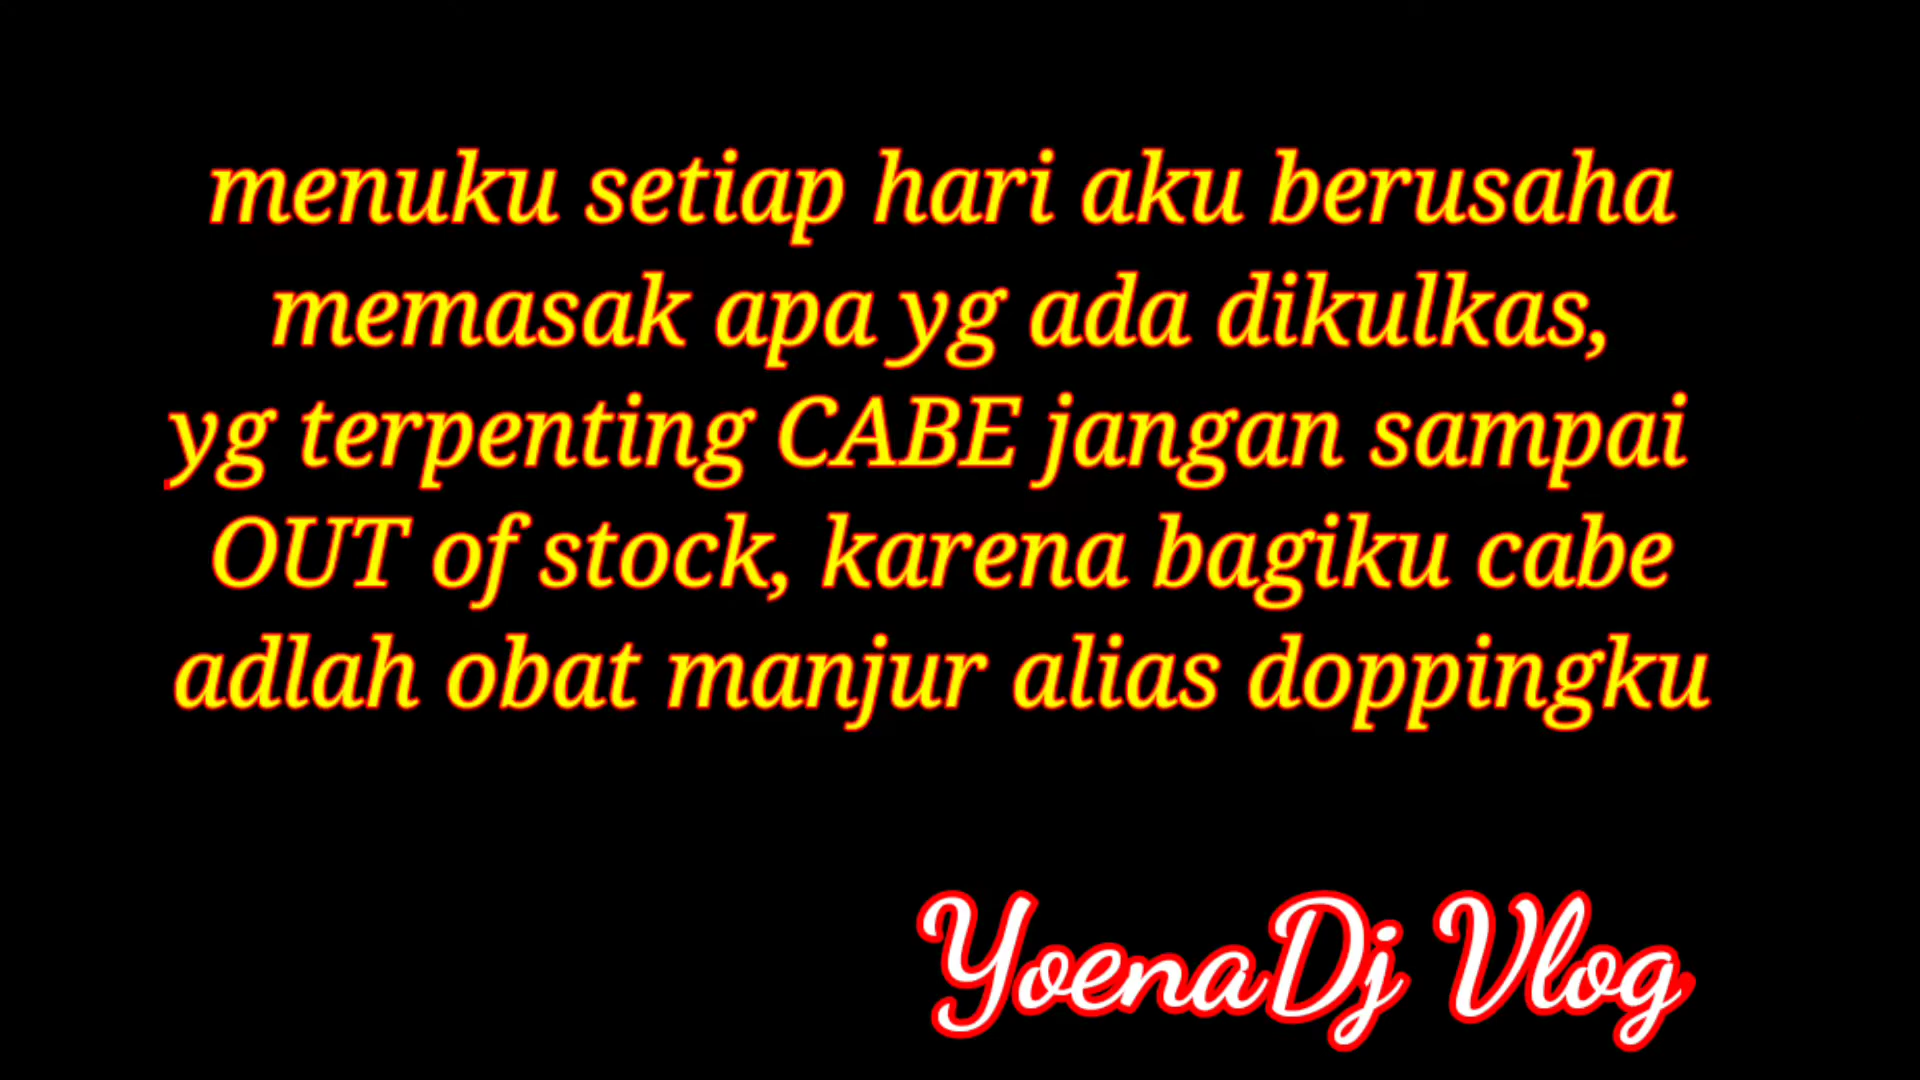 menuku setiap hari aku berusaha
memasak apa yg ada dikulkas,
yg terpenting CABE jangan sampai
OUT of stock, karena bagiku cabe
adlah obat manjur alias doppingku
YoenaDj Vlog